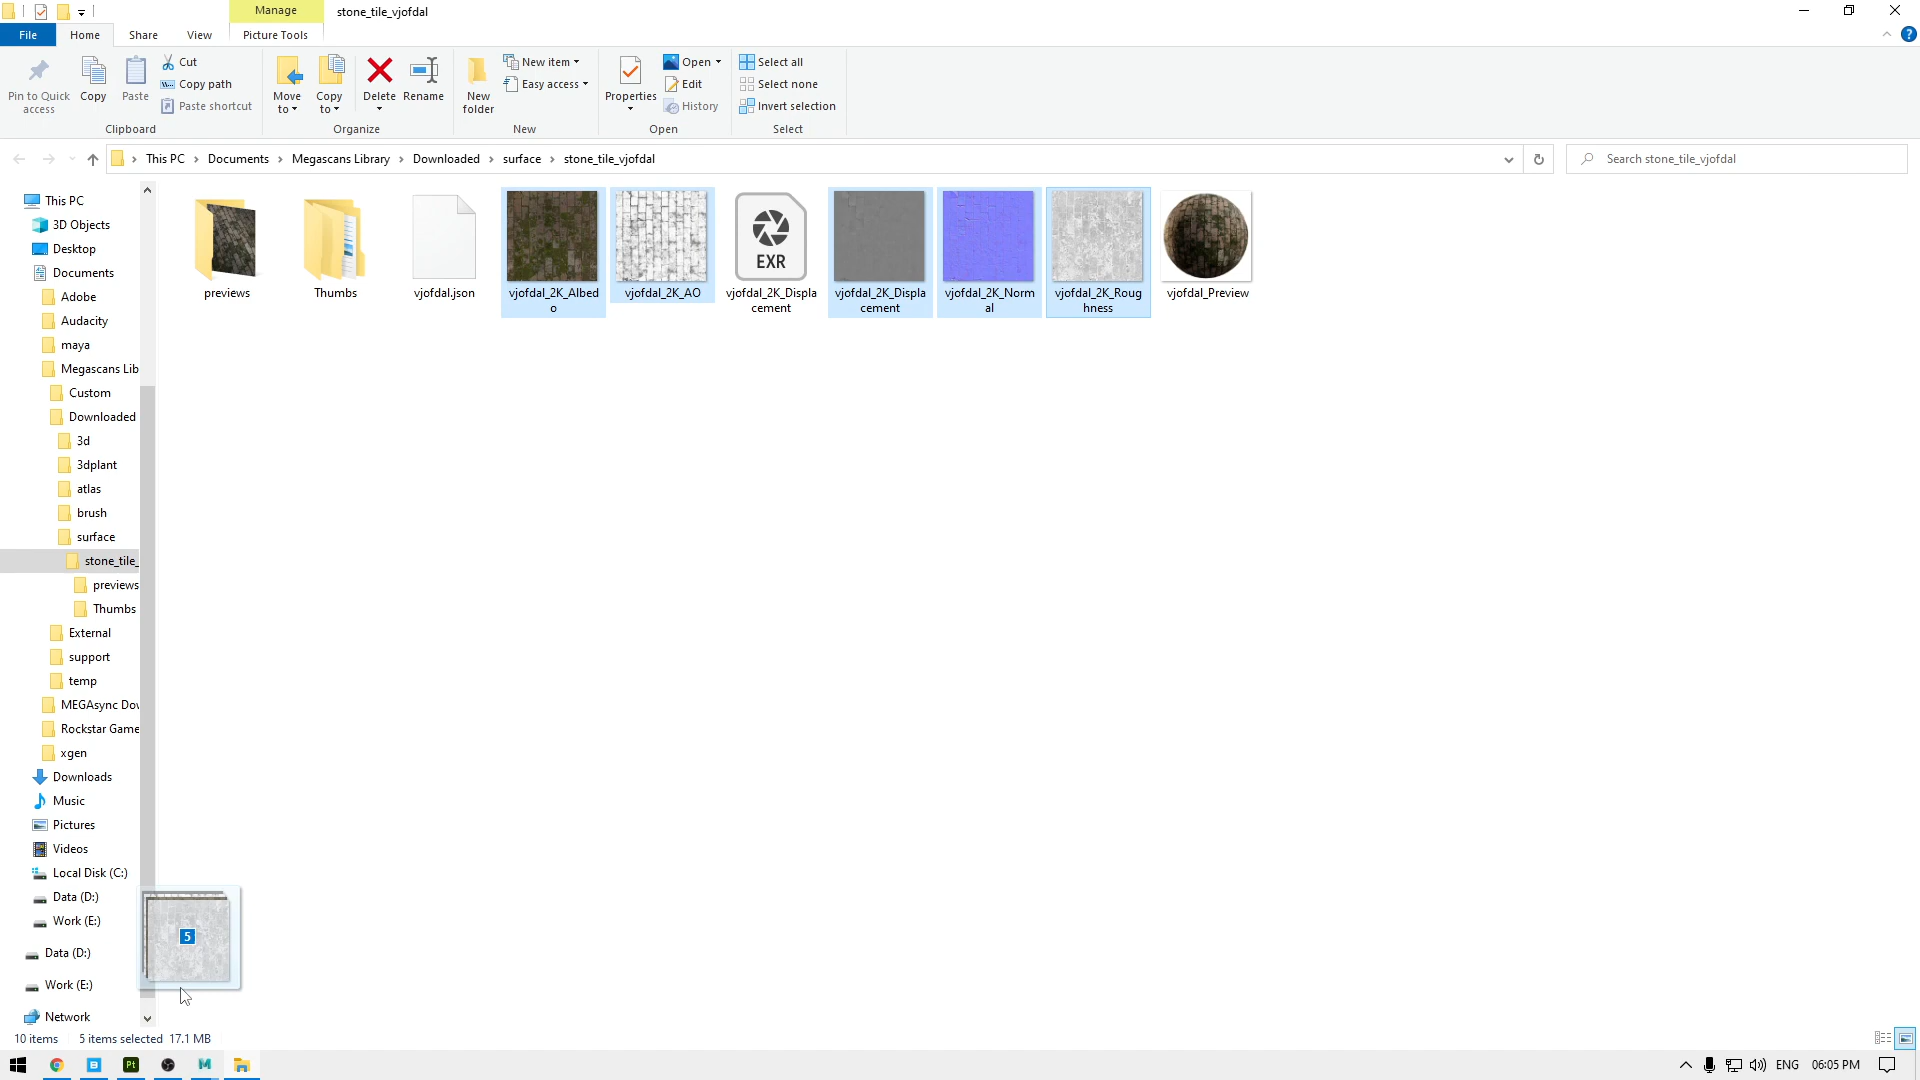 Manage
stone_tile_vjofdal
File
Home
Share
View
Picture Tools
Pin to Quick
access
Copy
Paste
Cut
Copy path
Paste shortcut
Clipboard
Move
to
Copy
to
Delete
Rename
Organize
New
folder
New item
Easy access
New
Properties
Open
Edit
History
Open
Select all
Select none
Invert selection
Select
This PC
Documents
Megascans Library
Downloaded
surface
stone_tile_vjofdal
Search stone_tile_vjofdal
This PC
3D Objects
Desktop
Documents
Adobe
Audacity
maya
Megascans Lib
Custom
Downloaded
3d
3dplant
atlas
brush
surface
stone_tile_
previews
Thumbs
External
support
temp
MEGAsync Dow
Rockstar Game
xgen
Downloads
Music
Pictures
Videos
Local Disk (C:)
Data (D:)
Work (E:)
Data (D:)
Work (E:)
Network
previews
Thumbs
vjofdal.json
vjofdal_2K_Albed
o
vjofdal_2K_AO
EXR
vjofdal_2K_Displa
cement
vjofdal_2K_Displa
cement
vjofdal_2K_Norm
al
vjofdal_2K_Roug
hness
vjofdal_Preview
5
10 items
5 items selected 17.1 MB
Pt
M
ENG
06:05 PM